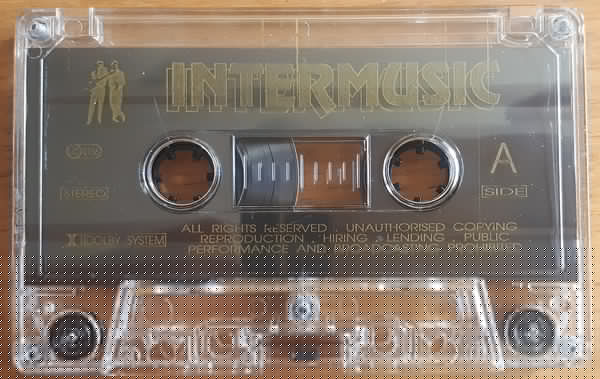 INTERMUSIC
A
STEREO
SIDE
DOLBY SYSTEM
ALL RIGHTS RESERVED . UNAUTHORISED COPYING
REPRODUCTION . HIRING . LENDING . PUBLIC
PERFORMANCE AND BROADCASTING PROHIBITED